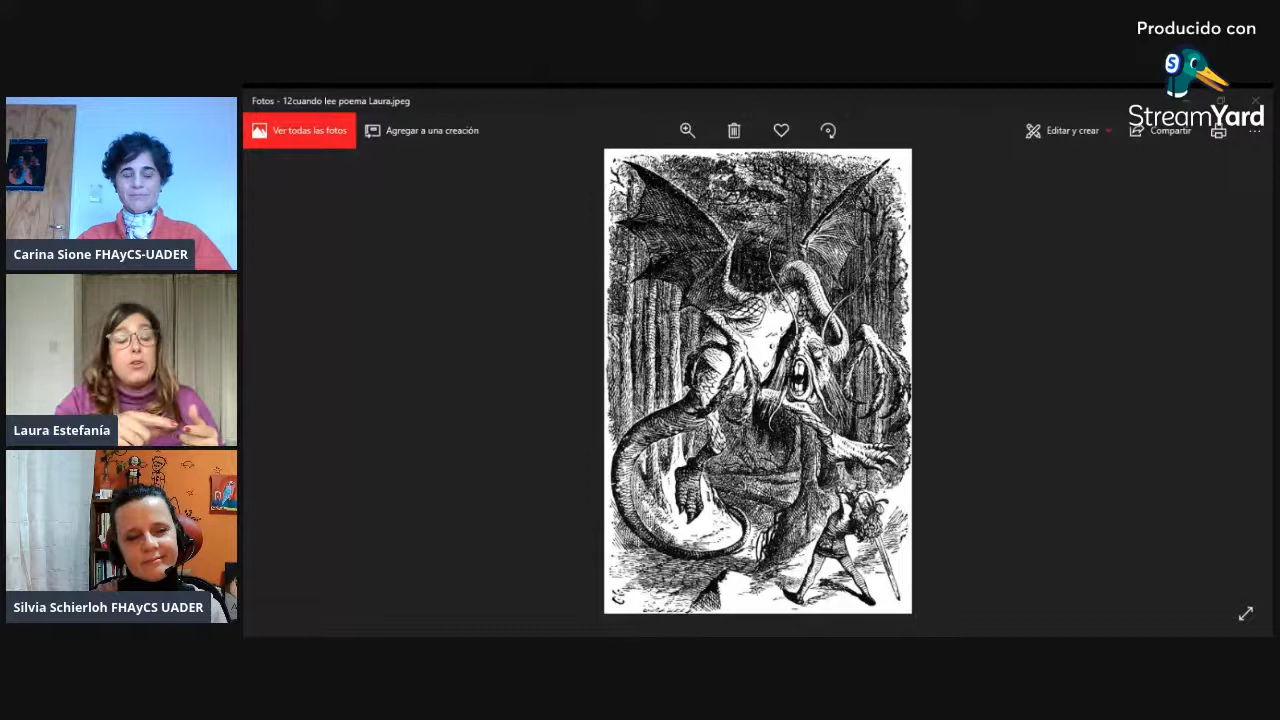 Producido con
S
StreamYard
Fotos - 12cuando lee poema Laura.jpeg
Ver todas las fotos
Agregar a una creación
Editar y crear
Compartir
Carina Sione FHAyCS-UADER
Laura Estefanía
Silvia Schierloh FHAyCS UADER